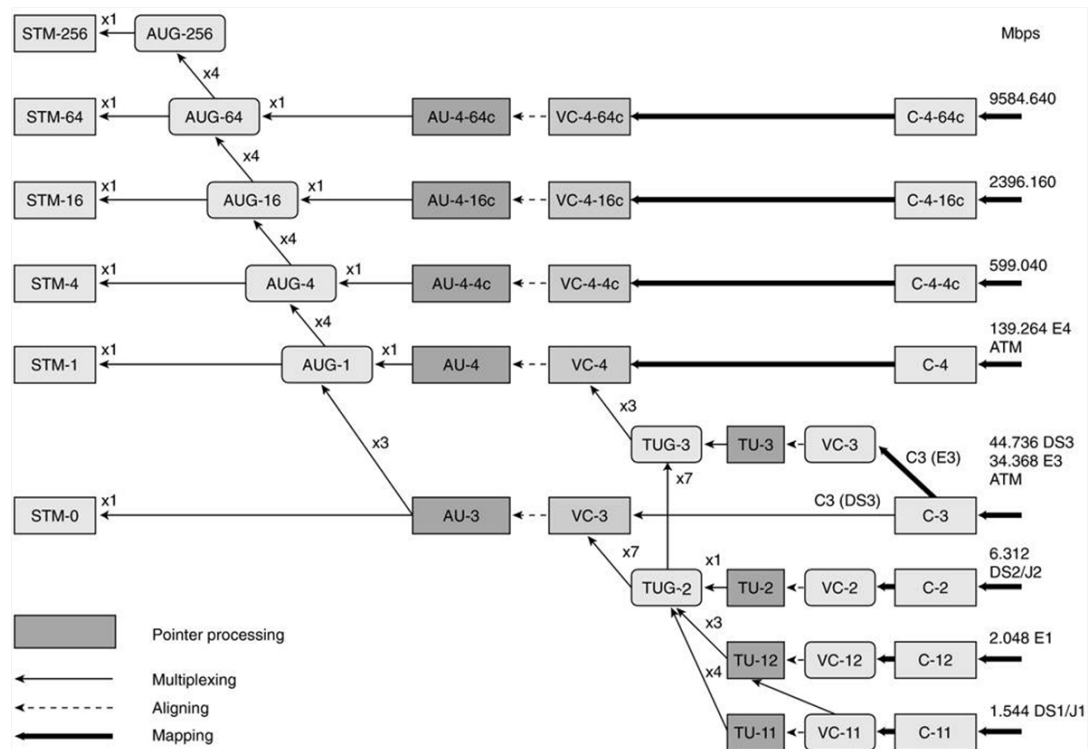 x1
STM-256
AUG-256
Mbps
x4
x1
STM-64
AUG-64
x1
AU-4-64c
VC-4-64c
C-4-64c
9584.640
x4
x1
STM-16
AUG-16
x1
AU-4-16c
VC-4-16c
C-4-16c
2396.160
x4
x1
STM-4
AUG-4
x1
AU-4-4c
VC-4-4c
C-4-4c
599.040
x4
139.264 E4
ATM
x1
STM-1
AUG-1
x1
AU-4
VC-4
C-4
x3
x3
TUG-3
TU-3
VC-3
C3 (E3)
44.736 DS3
34.368 E3
ATM
x7
x1
STM-0
AU-3
VC-3
C3 (DS3)
C-3
x7
x1
TUG-2
TU-2
VC-2
C-2
6.312
DS2/J2
x3
Pointer processing
x4
TU-12
VC-12
C-12
2.048 E1
Multiplexing
Aligning
TU-11
VC-11
C-11
1.544 DS1/J1
Mapping